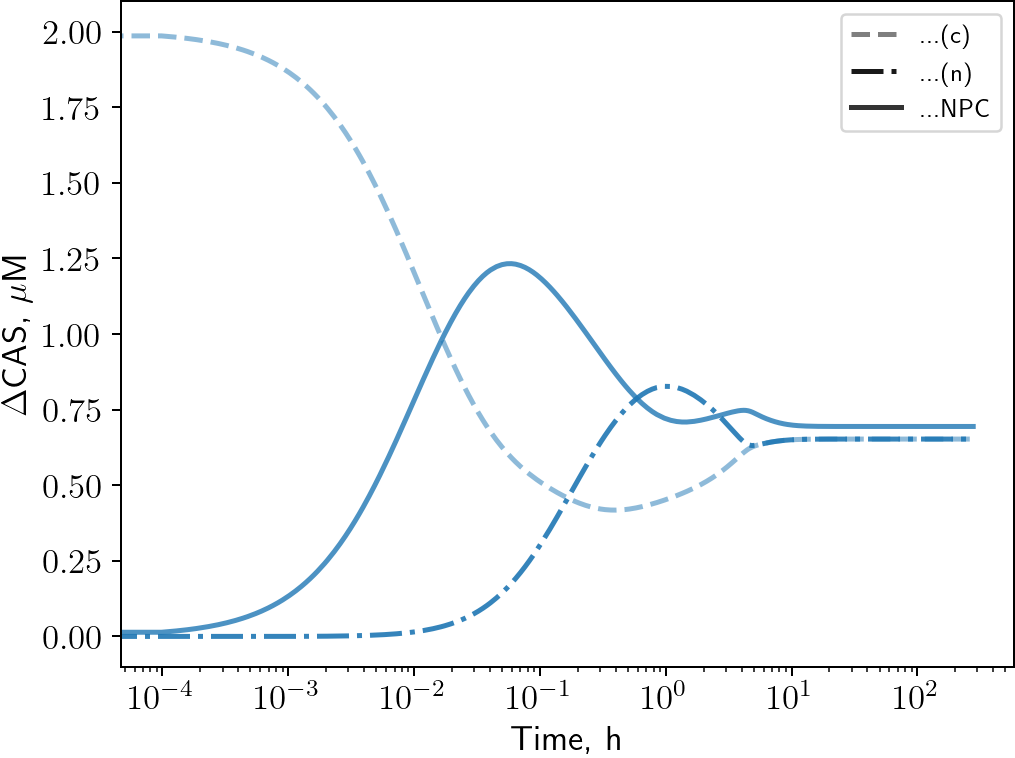 2.00
1.75
1.50
1.25
1.00
0.75
0.50
0.25
0.00
ΔCAS, μM
10⁻⁴ 10⁻³ 10⁻² 10⁻¹ 10⁰ 10¹ 10²
Time, h
...(c)
...(n)
...NPC